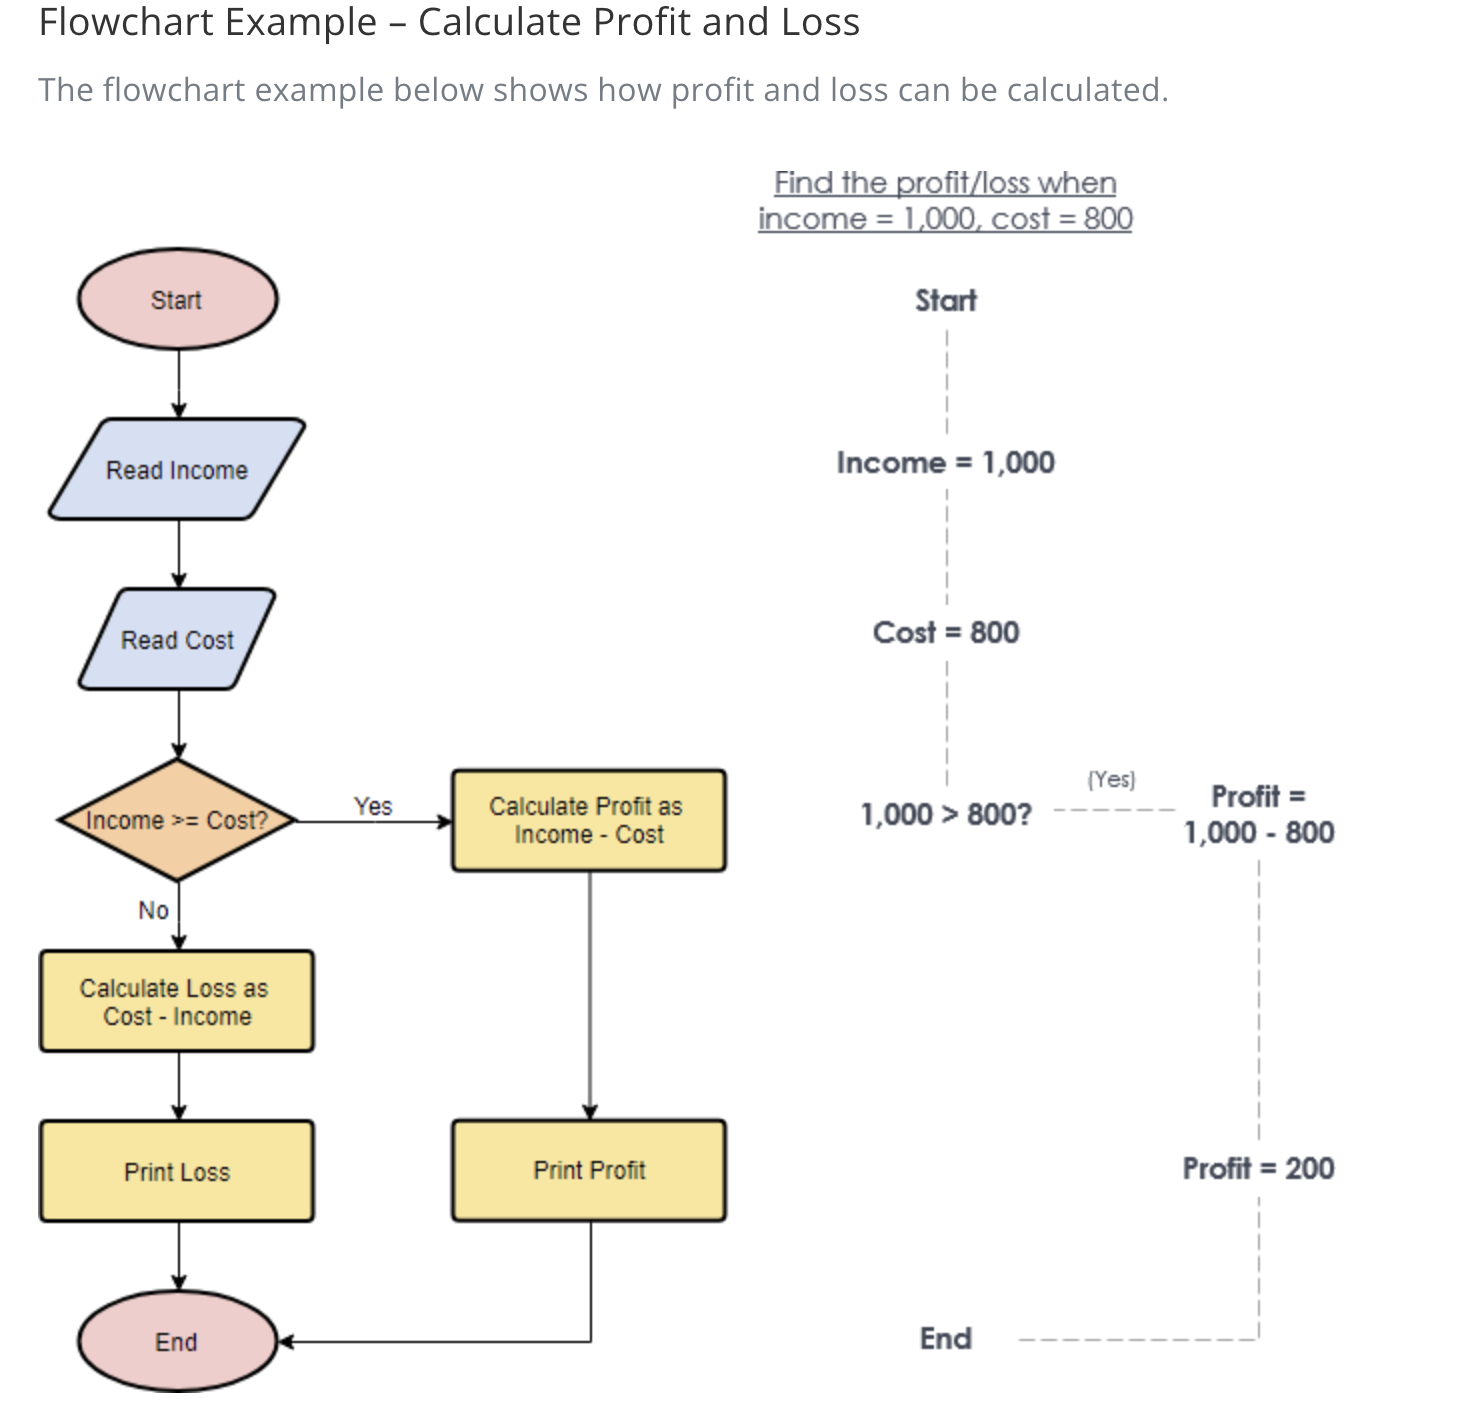 Flowchart Example – Calculate Profit and Loss
The flowchart example below shows how profit and loss can be calculated.
Start
Read Income
Read Cost
Income >= Cost?
Yes
Calculate Profit as
Income - Cost
No
Calculate Loss as
Cost - Income
Print Loss
Print Profit
End
Find the profit/loss when
income = 1,000, cost = 800
Start
Income = 1,000
Cost = 800
1,000 > 800?
(Yes)
Profit =
1,000 - 800
Profit = 200
End